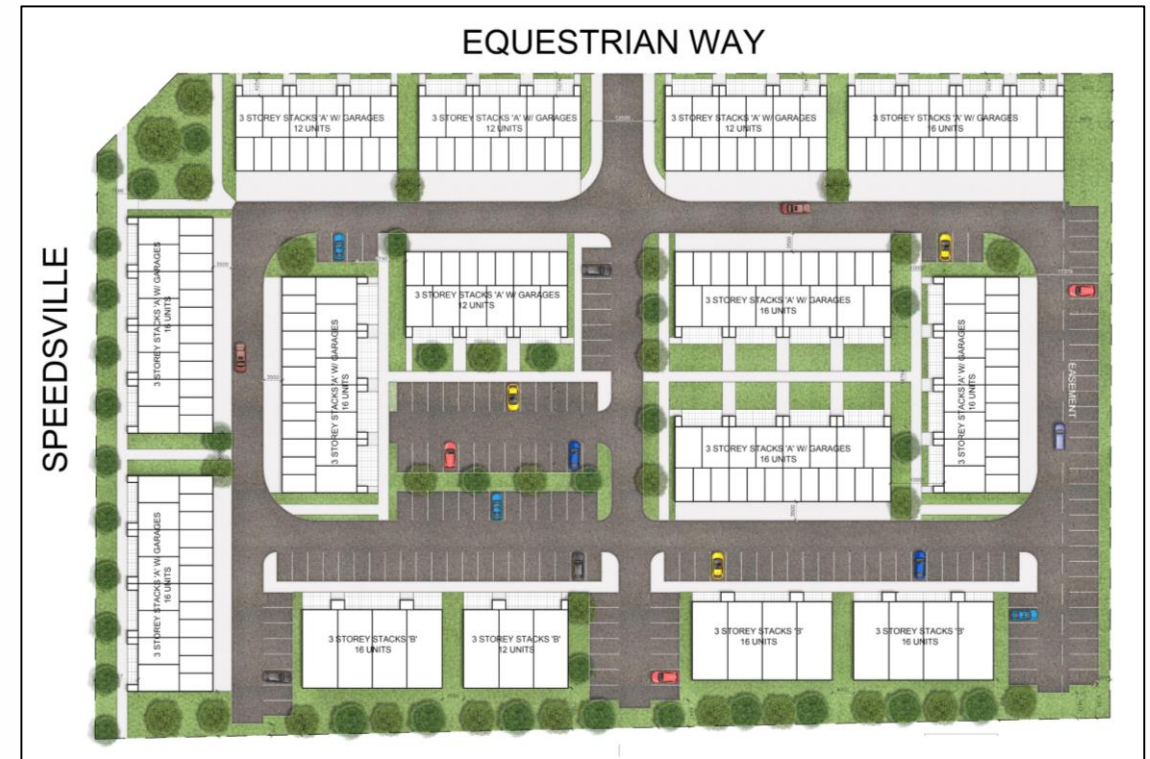 EQUESTRIAN WAY
3 STOREY STACKS 'A' W/ GARAGES
12 UNITS
3 STOREY STACKS 'A' W/ GARAGES
12 UNITS
3 STOREY STACKS 'A' W/ GARAGES
12 UNITS
3 STOREY STACKS 'A' W/ GARAGES
16 UNITS
SPEEDSVILLE
3 STOREY STACKS 'A' W/ GARAGES
16 UNITS
3 STOREY STACKS 'A' W/ GARAGES
16 UNITS
3 STOREY STACKS 'A' W/ GARAGES
12 UNITS
3 STOREY STACKS 'A' W/ GARAGES
16 UNITS
3 STOREY STACKS 'A' W/ GARAGES
16 UNITS
EASEMENT
3 STOREY STACKS 'A' W/ GARAGES
16 UNITS
3 STOREY STACKS 'A' W/ GARAGES
16 UNITS
3 STOREY STACKS 'B'
16 UNITS
3 STOREY STACKS 'B'
12 UNITS
3 STOREY STACKS 'B'
16 UNITS
3 STOREY STACKS 'B'
16 UNITS